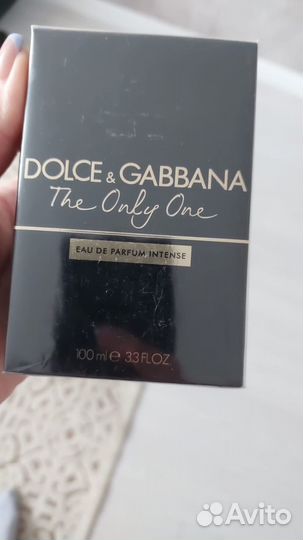 DOLCE & GABBANA
The Only One
EAU DE PARFUM INTENSE
100 ml e 3.3 FL.OZ
Avito